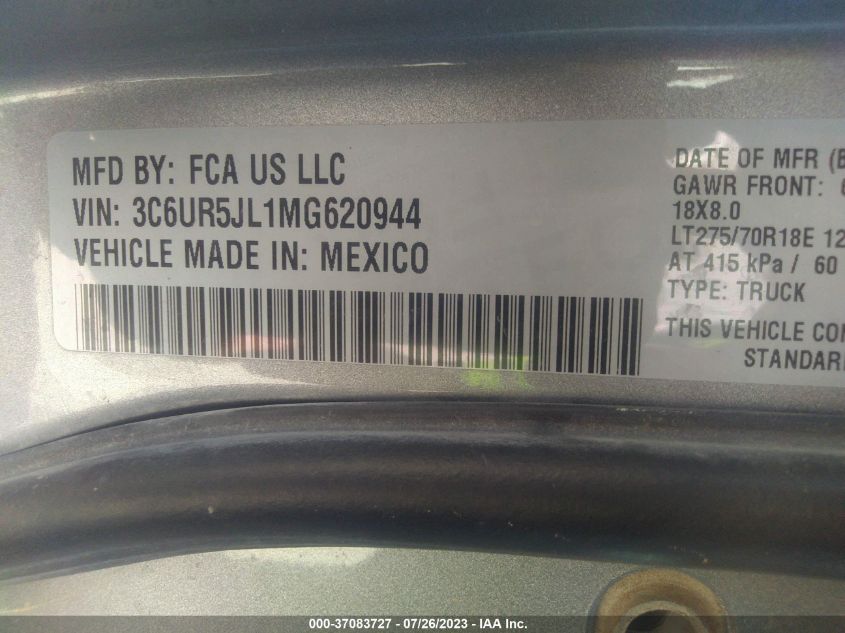 MFD BY: FCA US LLC
VIN: 3C6UR5JL1MG620944
VEHICLE MADE IN: MEXICO
DATE OF MFR
GAWR FRONT:
18X8.0
LT275/70R18E 12
AT 415 kPa / 60
TYPE: TRUCK
THIS VEHICLE
000-37083727 - 07/26/2023 - IAA Inc.